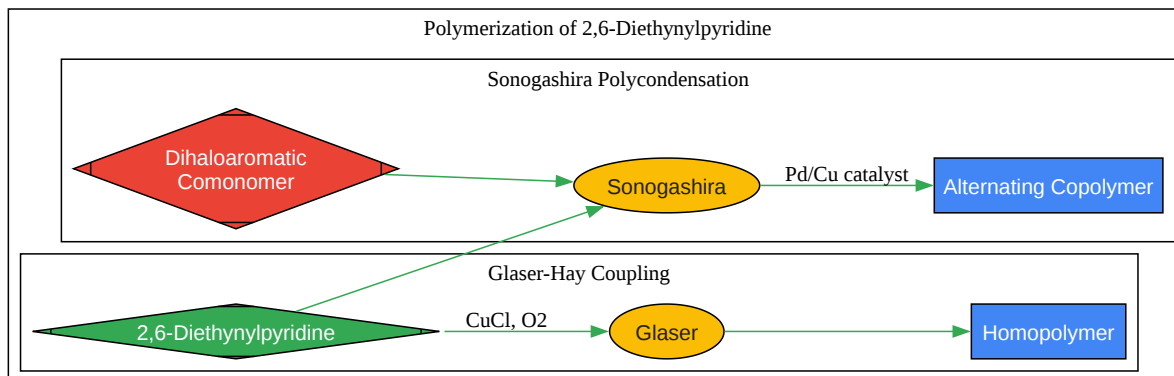 Polymerization of 2,6-Diethynylpyridine
Sonogashira Polycondensation
Dihaloaromatic
Comonomer
Sonogashira
Pd/Cu catalyst
Alternating Copolymer
Glaser-Hay Coupling
2,6-Diethynylpyridine
CuCl, O2
Glaser
Homopolymer